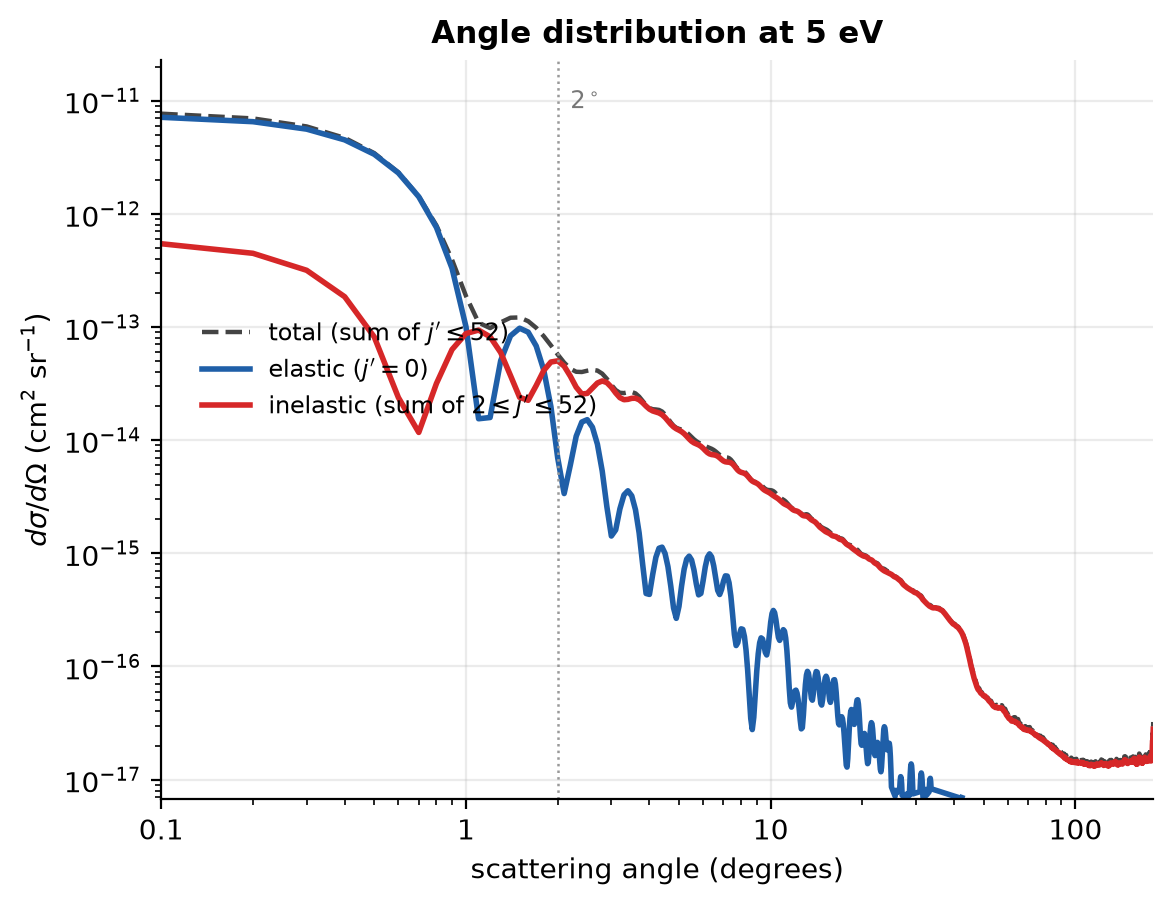 Angle distribution at 5 eV
2°
10⁻¹¹
10⁻¹²
10⁻¹³
10⁻¹⁴
10⁻¹⁵
10⁻¹⁶
10⁻¹⁷
dσ/dΩ (cm² sr⁻¹)
total (sum of j′ ≤ 52)
elastic (j′ = 0)
inelastic (sum of 2 ≤ j′ ≤ 52)
0.1 1 10 100
scattering angle (degrees)